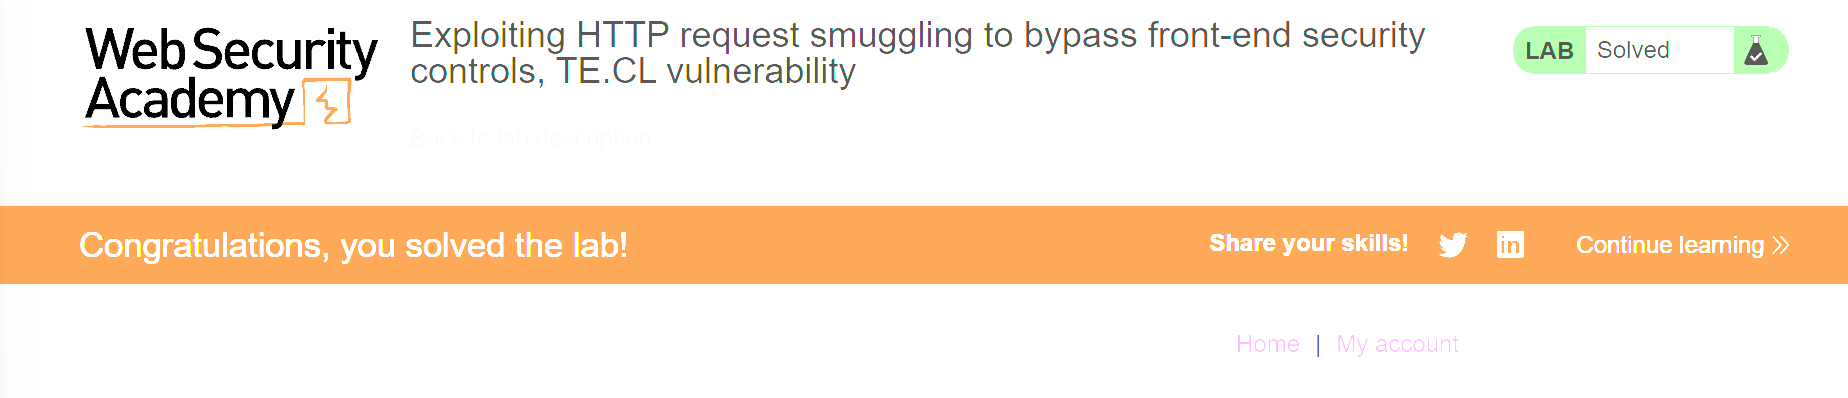 Web Security
Academy
Exploiting HTTP request smuggling to bypass front-end security
controls, TE.CL vulnerability
LAB Solved
Back to lab description
Congratulations, you solved the lab!
Share your skills!
in
Continue learning
Home | My account